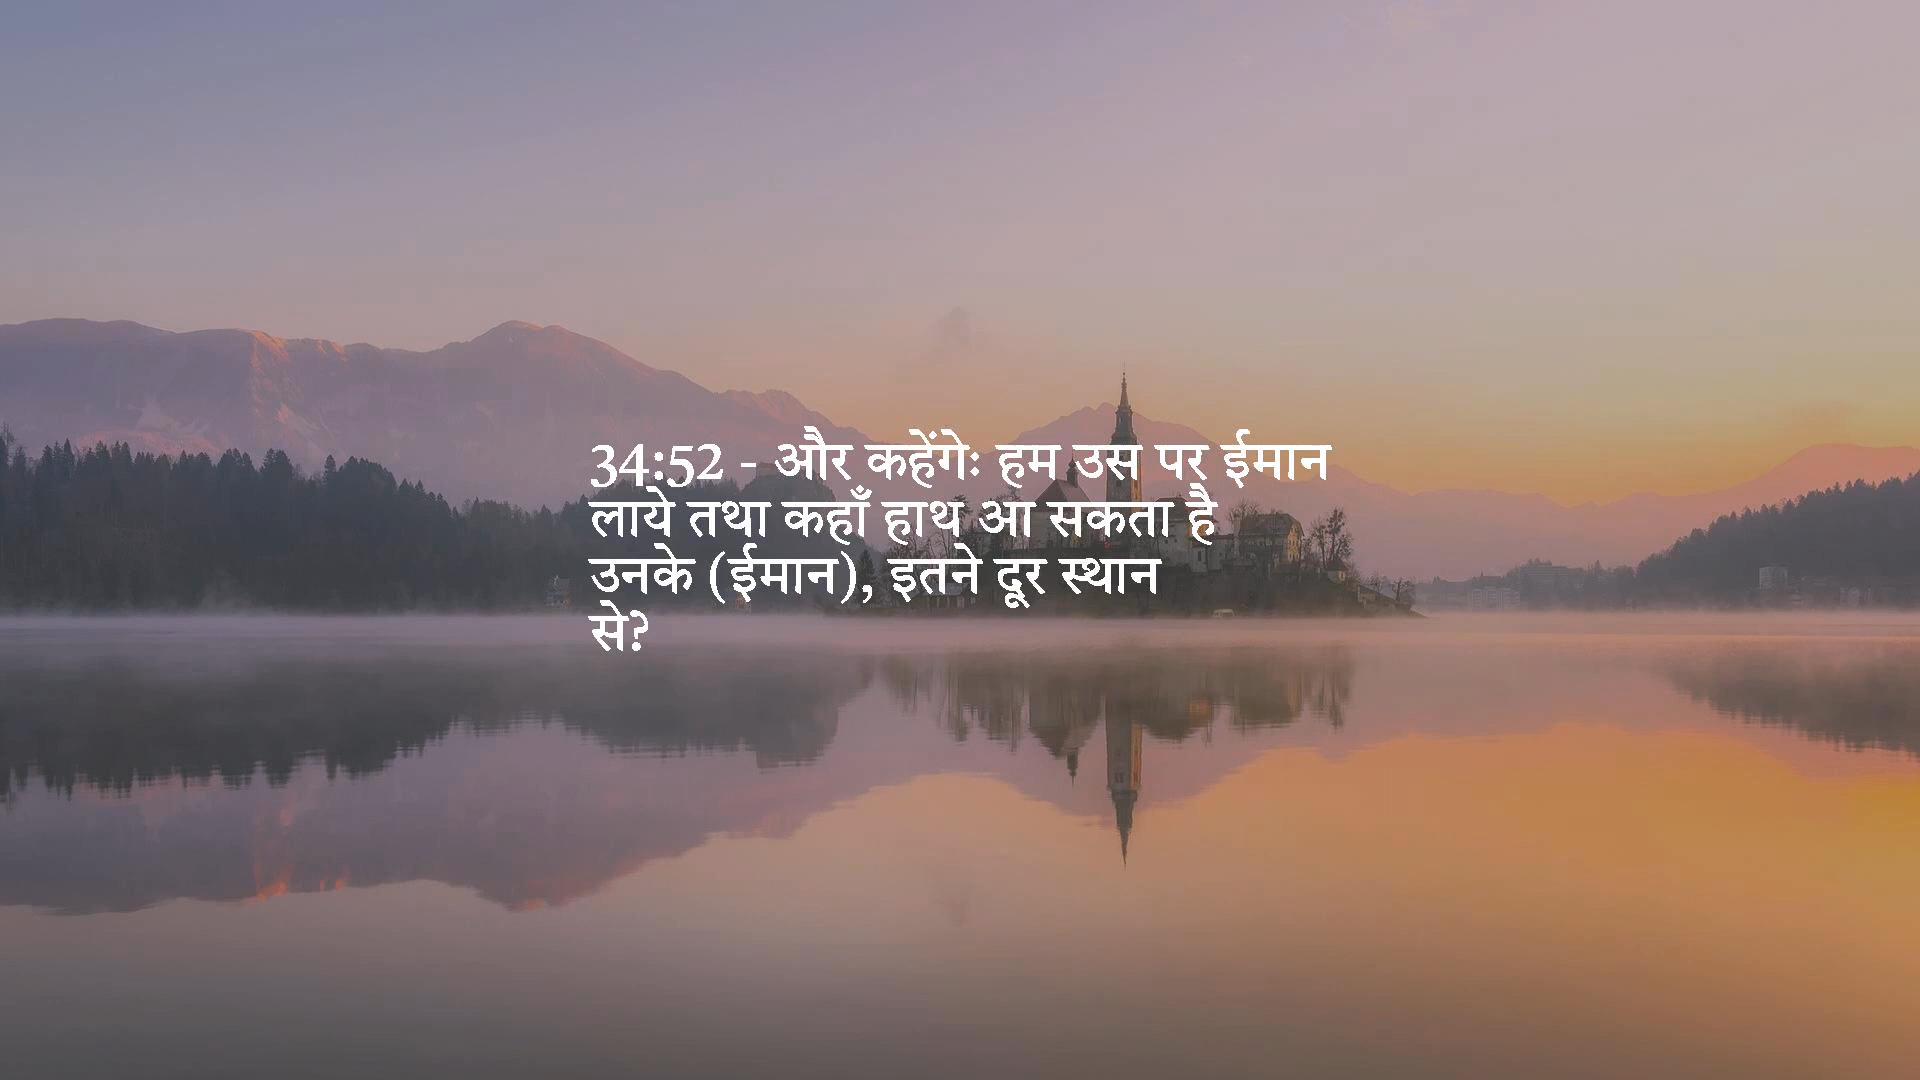 34:52 - और कहेंगेः हम उस पर ईमान
लाये तथा कहाँ हाथ आ सकता है
उनके (ईमान), इतने दूर स्थान
से?